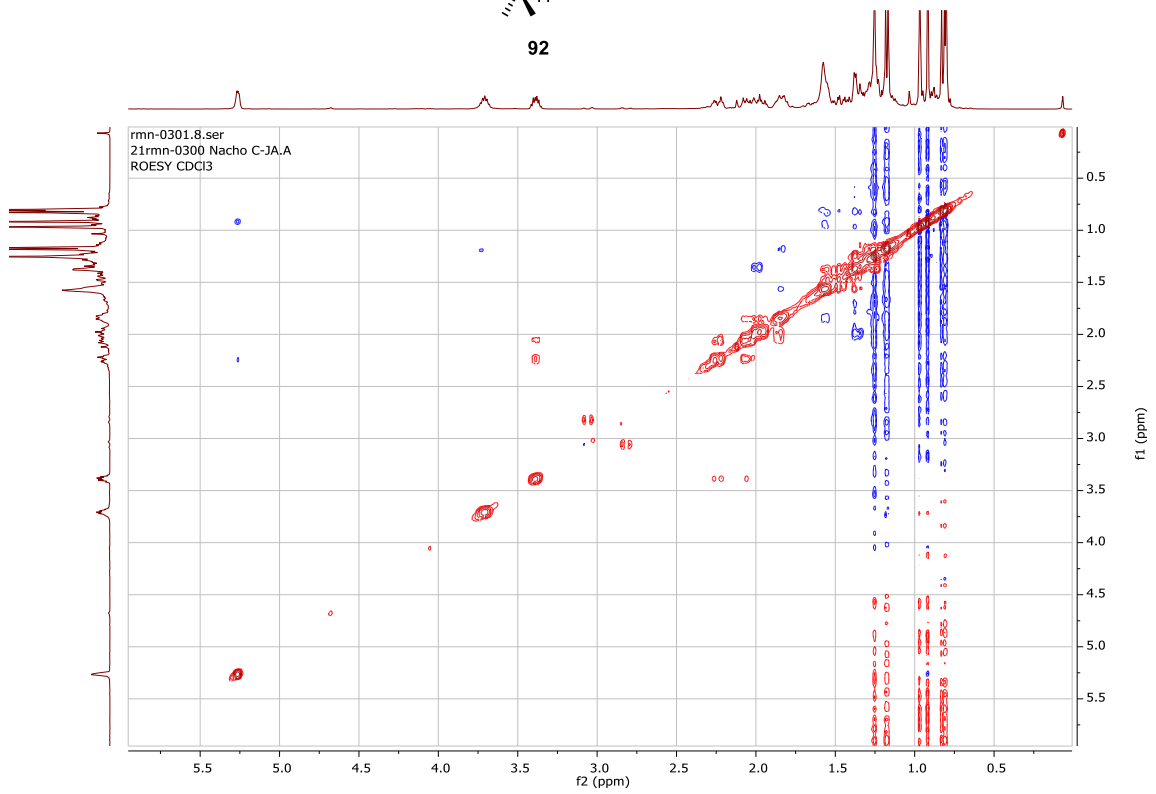 H
92
rmn-0301.8.ser
21rmn-0300 Nacho C-JA.A
ROESY CDCl3
0.5
1.0
1.5
2.0
2.5
3.0
3.5
4.0
4.5
5.0
5.5
f1 (ppm)
5.5 5.0 4.5 4.0 3.5 3.0 2.5 2.0 1.5 1.0 0.5
f2 (ppm)